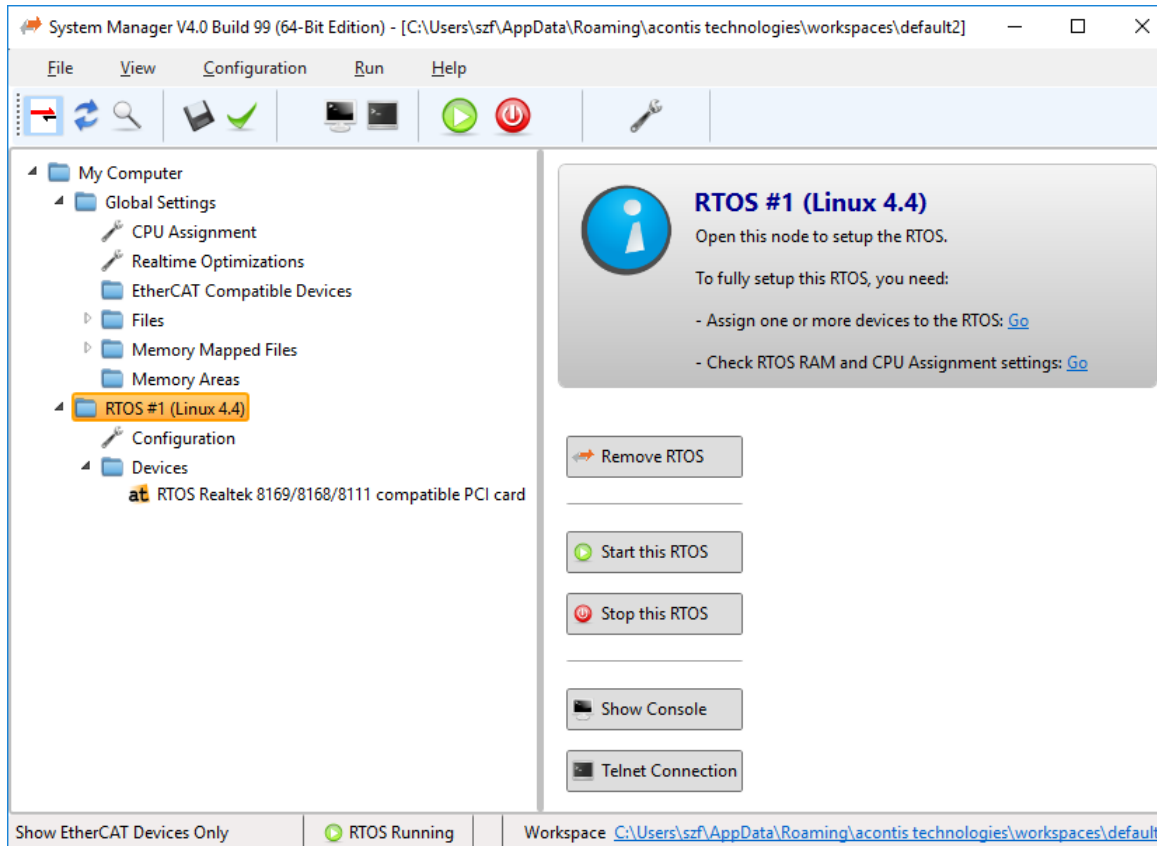 System Manager V4.0 Build 99 (64-Bit Edition) - [C:\Users\szf\AppData\Roaming\acontis technologies\workspaces\default2]
File View Configuration Run Help
My Computer
Global Settings
CPU Assignment
Realtime Optimizations
EtherCAT Compatible Devices
Files
Memory Mapped Files
Memory Areas
RTOS #1 (Linux 4.4)
Configuration
Devices
at RTOS Realtek 8169/8168/8111 compatible PCI card
RTOS #1 (Linux 4.4)
Open this node to setup the RTOS.
To fully setup this RTOS, you need:
- Assign one or more devices to the RTOS: Go
- Check RTOS RAM and CPU Assignment settings: Go
Remove RTOS
Start this RTOS
Stop this RTOS
Show Console
Telnet Connection
Show EtherCAT Devices Only RTOS Running Workspace C:\Users\szf\AppData\Roaming\acontis technologies\workspaces\default